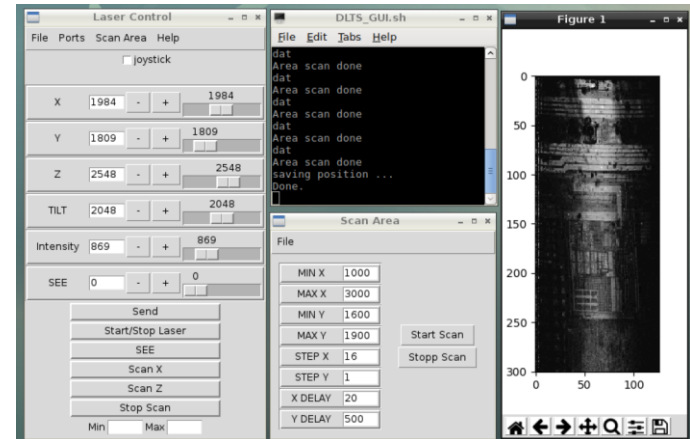 Laser Control
File Ports Scan Area Help
joystick
X 1984 - + 1984
Y 1809 - + 1809
Z 2548 - + 2548
TILT 2048 - + 2048
Intensity 869 - + 869
SEE 0 - + 0
Send
Start/Stop Laser
SEE
Scan X
Scan Z
Stop Scan
Min Max
DLTS_GUI.sh
File Edit Tabs Help
dat
Area scan done
dat
Area scan done
dat
Area scan done
dat
Area scan done
dat
Area scan done
saving position ...
Done.
Scan Area
File
MIN X 1000
MAX X 3000
MIN Y 1600
MAX Y 1900
STEP X 16
STEP Y 1
X DELAY 20
Y DELAY 500
Start Scan
Stopp Scan
Figure 1
0
50
100
150
200
250
300
0 50 100